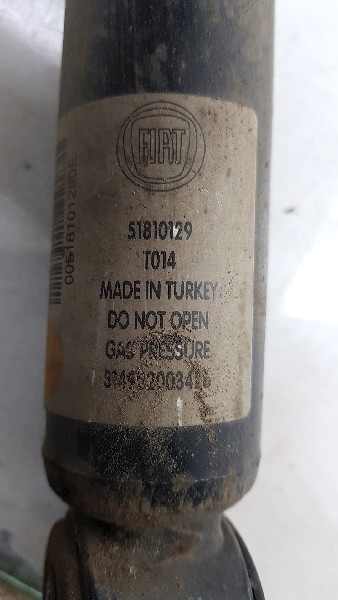 FIAT
51810129
T014
MADE IN TURKEY
DO NOT OPEN
GAS PRESSURE